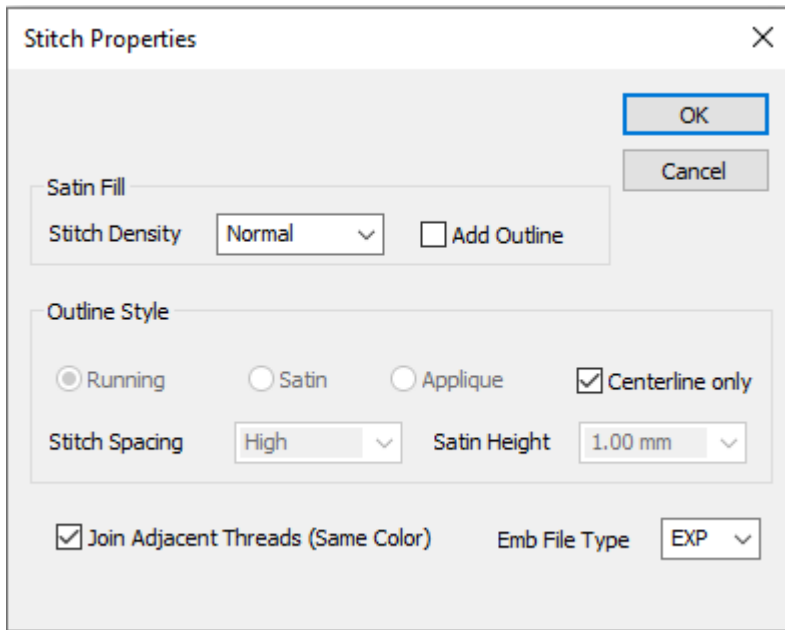 Stitch Properties
OK
Cancel
Satin Fill
Stitch Density Normal Add Outline
Outline Style
Running Satin Applique Centerline only
Stitch Spacing High Satin Height 1.00 mm
Join Adjacent Threads (Same Color) Emb File Type EXP